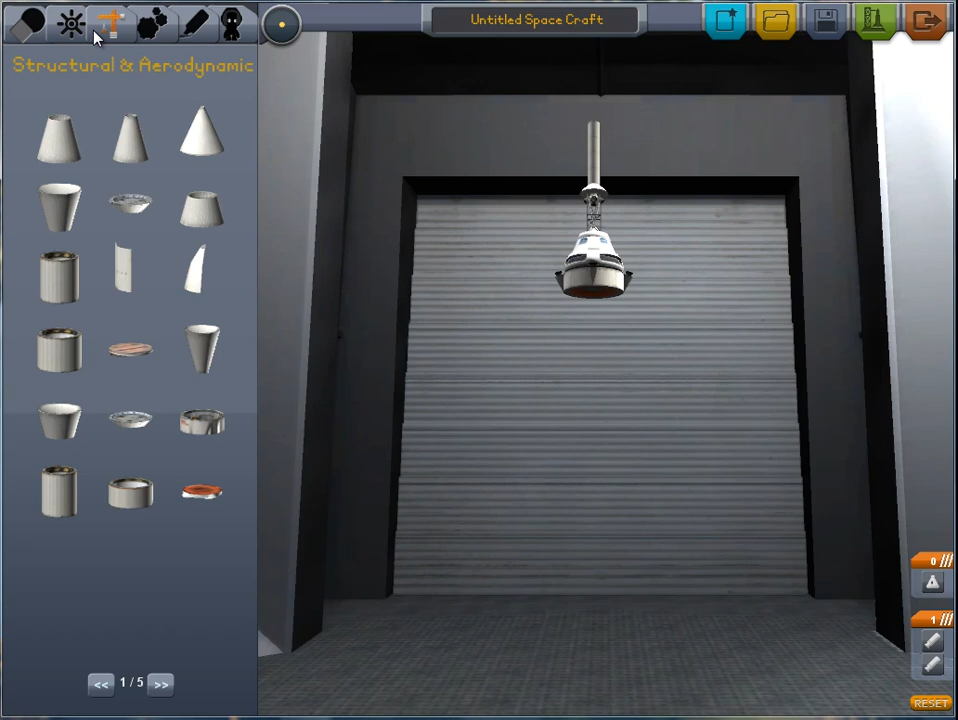 Untitled Space Craft
Structural & Aerodynamic
0
1
<< 1/5 >>
RESET